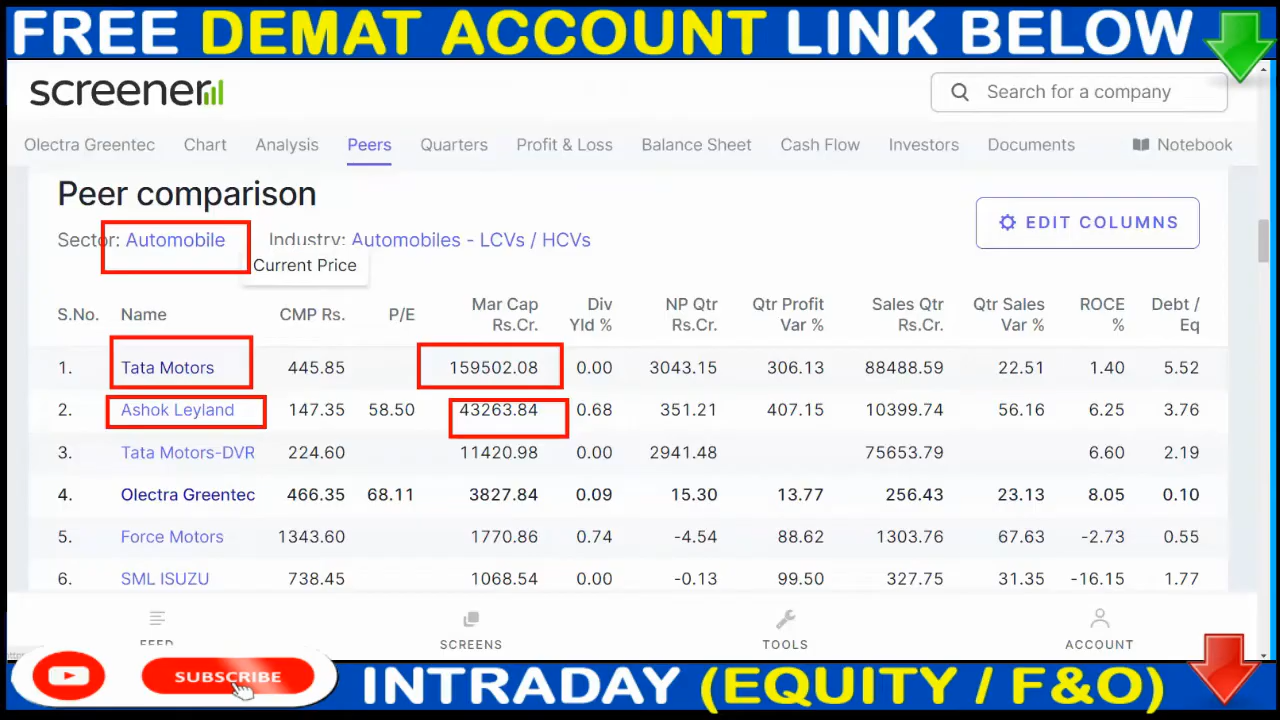 FREE DEMAT ACCOUNT LINK BELOW
screener
Search for a company
Olectra Greentec Chart Analysis Peers Quarters Profit & Loss Balance Sheet Cash Flow Investors Documents Notebook
Peer comparison
EDIT COLUMNS
Sector: Automobile Industry: Automobiles - LCVs / HCVs
Current Price
S.No. Name CMP Rs. P/E Mar Cap Rs.Cr. Div Yld % NP Qtr Rs.Cr. Qtr Profit Var % Sales Qtr Rs.Cr. Qtr Sales Var % ROCE % Debt / Eq
1. Tata Motors 445.85 159502.08 0.00 3043.15 306.13 88488.59 22.51 1.40 5.52
2. Ashok Leyland 147.35 58.50 43263.84 0.68 351.21 407.15 10399.74 56.16 6.25 3.76
3. Tata Motors-DVR 224.60 11420.98 0.00 2941.48 75653.79 6.60 2.19
4. Olectra Greentec 466.35 68.11 3827.84 0.09 15.30 13.77 256.43 23.13 8.05 0.10
5. Force Motors 1343.60 1770.86 0.74 -4.54 88.62 1303.76 67.63 -2.73 0.55
6. SML ISUZU 738.45 1068.54 0.00 -0.13 99.50 327.75 31.35 -16.15 1.77
FEED SCREENS TOOLS ACCOUNT
SUBSCRIBE
INTRADAY (EQUITY / F&O)